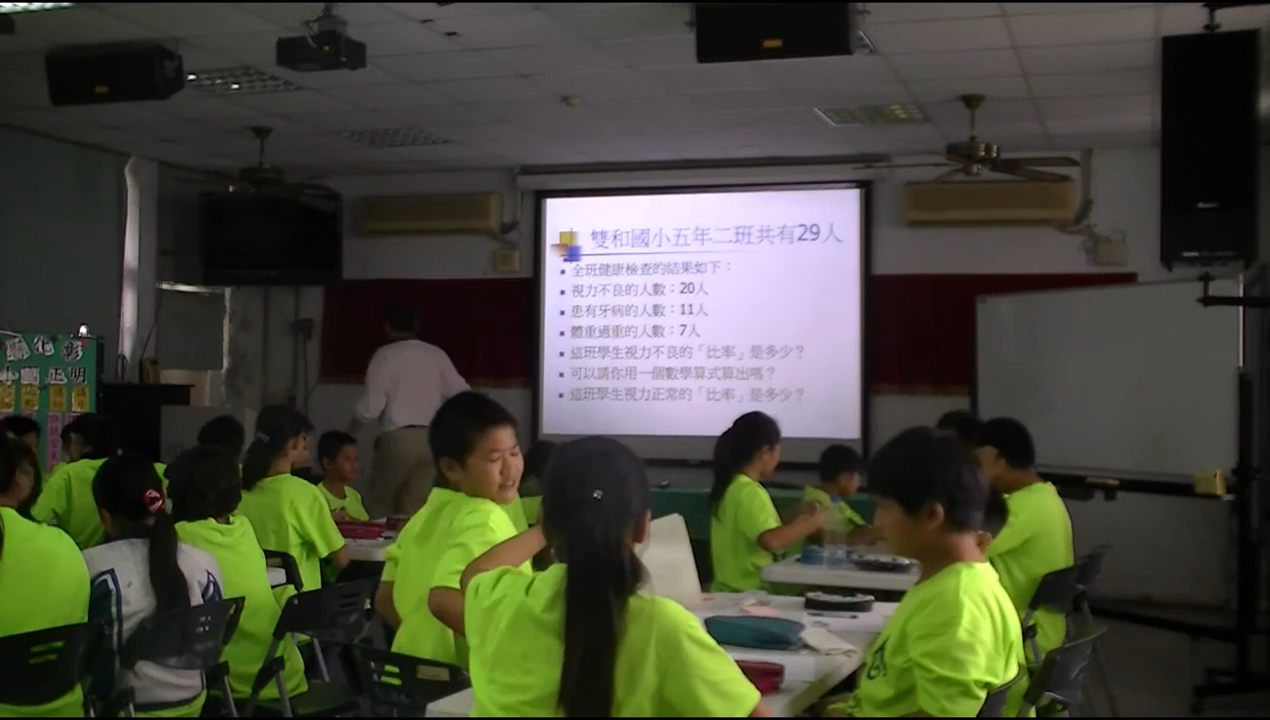 雙和國小五年二班共有29人
全班健康檢查的結果如下：
視力不良的人數：20人
患有牙病的人數：11人
體重過重的人數：7人
這班學生視力不良的「比率」是多少？
可以請你用一個數學算式算出嗎？
這班學生視力正常的「比率」是多少？
化彰
國正明